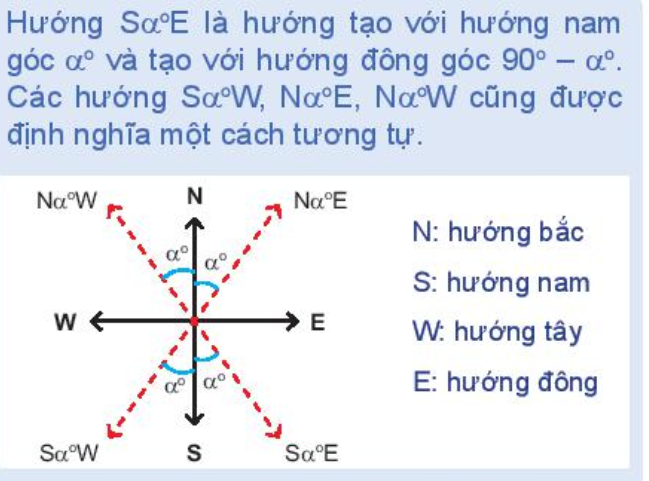 Hướng Sα°E là hướng tạo với hướng nam
góc α° và tạo với hướng đông góc 90° – α°.
Các hướng Sα°W, Nα°E, Nα°W cũng được
định nghĩa một cách tương tự.
Nα°W
N
Nα°E
α°
α°
N: hướng bắc
S: hướng nam
W
E
W: hướng tây
α°
α°
E: hướng đông
Sα°W
S
Sα°E